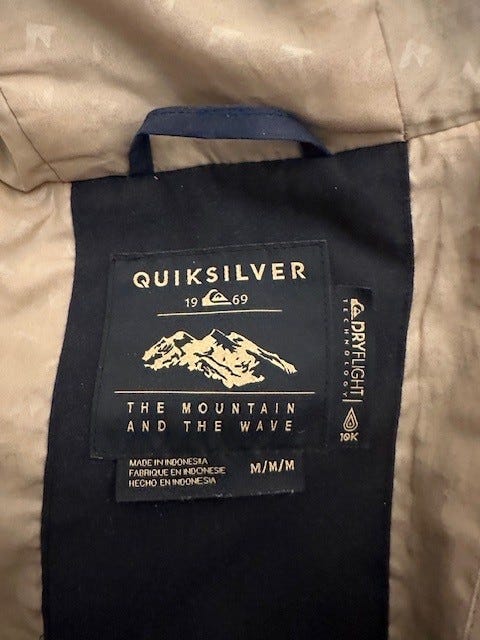 QUIKSILVER
19 69
THE MOUNTAIN
AND THE WAVE
MADE IN INDONESIA
FABRIQUE EN INDONESIE
HECHO EN INDONESIA
M/M/M
DRYFLIGHT
TECHNOLOGY
10K